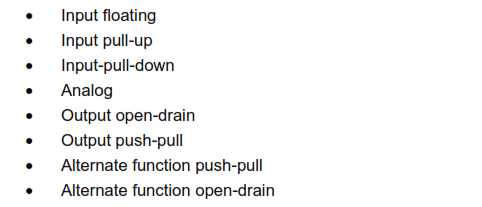 • Input floating
• Input pull-up
• Input-pull-down
• Analog
• Output open-drain
• Output push-pull
• Alternate function push-pull
• Alternate function open-drain